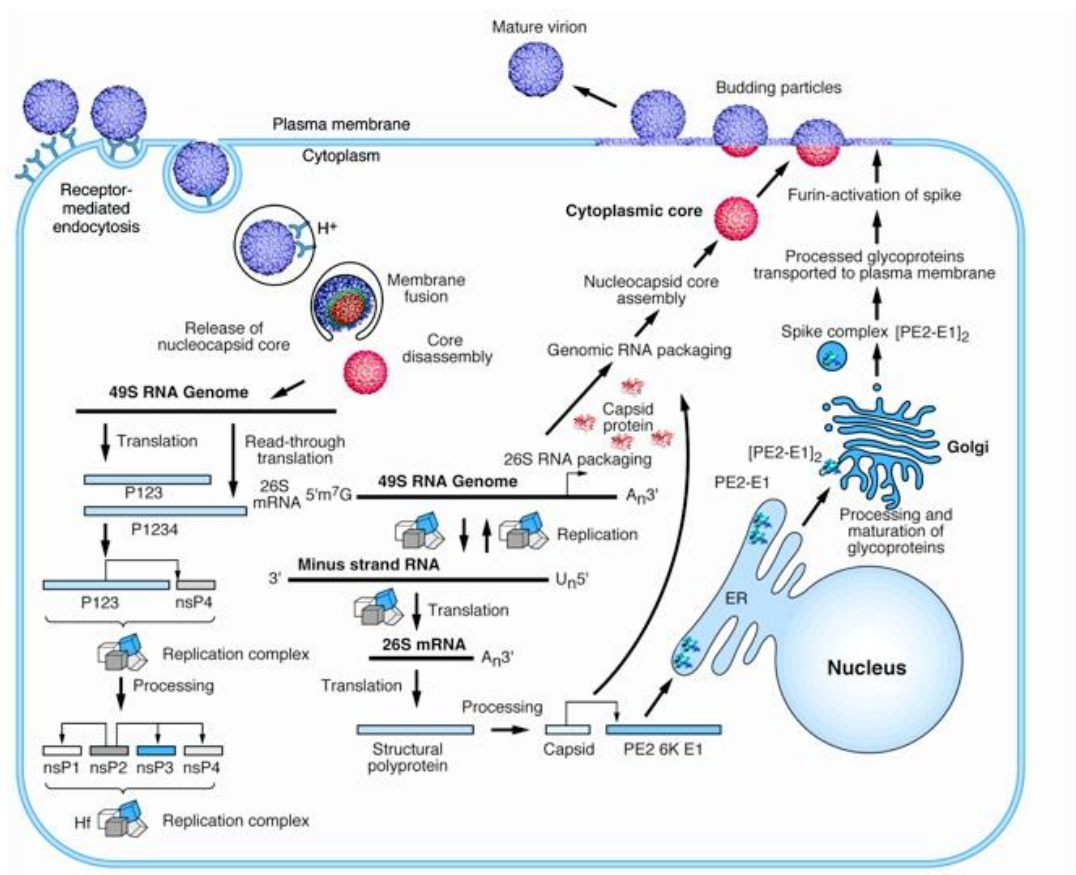 Mature virion
Budding particles
Plasma membrane
Cytoplasm
Receptor-
mediated
endocytosis
H+
Membrane
fusion
Release of
nucleocapsid core
Core
disassembly
49S RNA Genome
Translation
Read-through
translation
P123
P1234
P123
nsP4
Replication complex
Processing
nsP1 nsP2 nsP3 nsP4
Hf
Replication complex
Furin-activation of spike
Cytoplasmic core
Processed glycoproteins
transported to plasma membrane
Nucleocapsid core
assembly
Spike complex [PE2-E1]2
Genomic RNA packaging
Capsid
protein
26S RNA packaging
26S
mRNA
5'm7G
49S RNA Genome
An3'
Replication
3'
Minus strand RNA
Un5'
Translation
26S mRNA
An3'
Translation
Processing
Structural
polyprotein
Capsid
PE2 6K E1
Golgi
[PE2-E1]2
PE2-E1
Processing and
maturation of
glycoproteins
ER
Nucleus